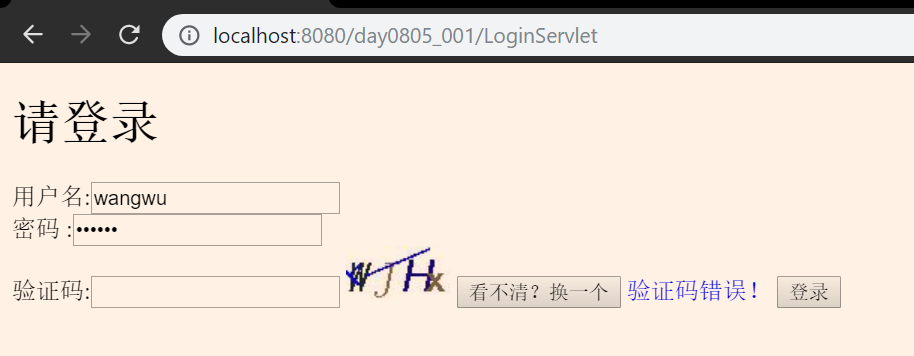 localhost:8080/day0805_001/LoginServlet
请登录
用户名:wangwu
密码 :••••••
验证码: WJHx 看不清？换一个 验证码错误！ 登录